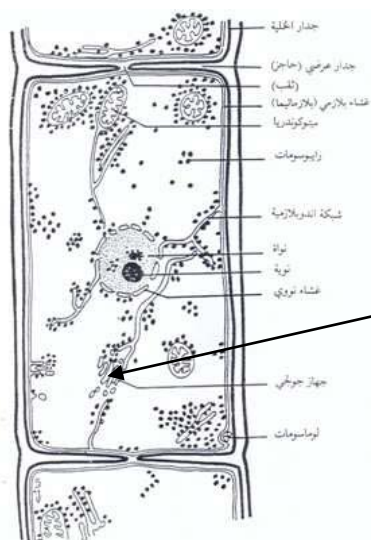 جدار الخلية
جدار عرضي (حاجز)
(ثقب)
غشاء بلازمي (بلازماليما)
ميتوكوندريا
رايبوسومات
شبكة اندوبلازمية
نواة
نوية
غشاء نووي
جهاز جولجي
لوماسومات